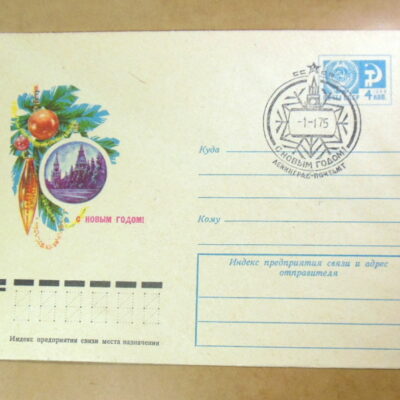 4
КОП
-1-1 75
С НОВЫМ ГОДОМ!
ЛЕНИНГРАД-ПОЧТАМТ
Куда
С НОВЫМ ГОДОМ!
Кому
Индекс предприятия связи и адрес
отправителя
Индекс предприятия связи места назначения